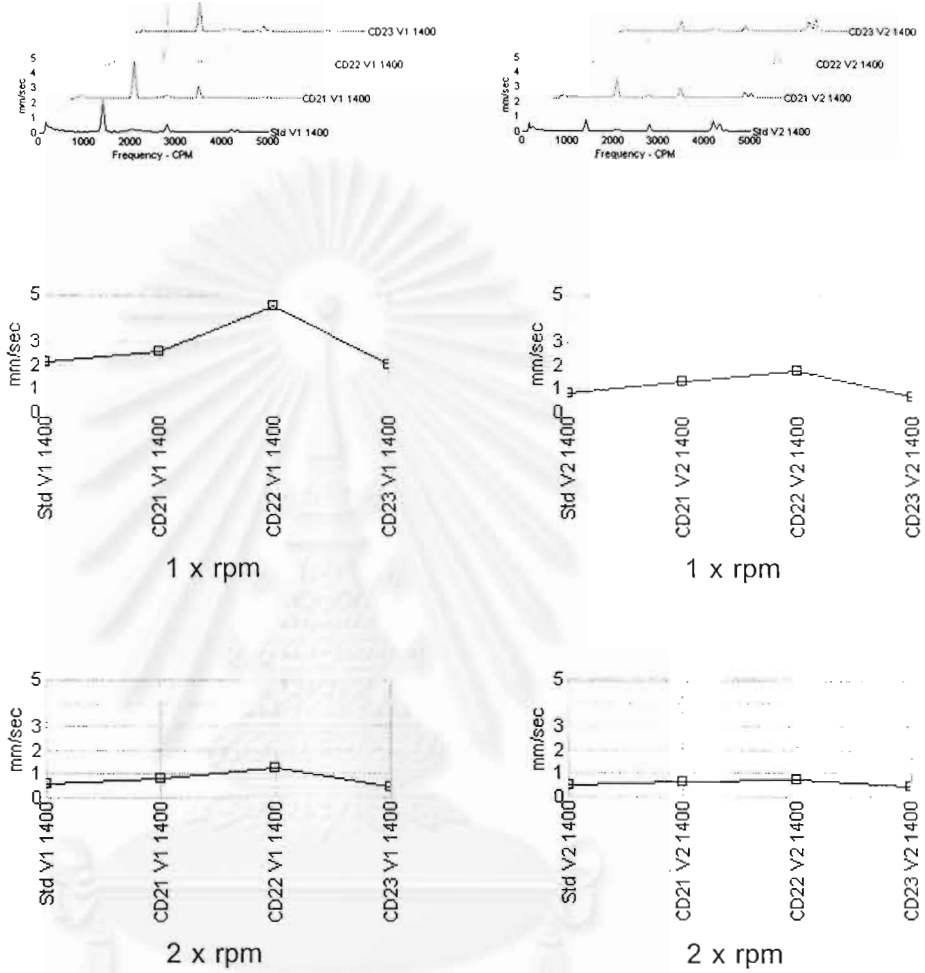 CD23 V1 1400
CD22 V1 1400
CD21 V1 1400
Std V1 1400
mm/sec
5
4
3
2
1
0
0 1000 2000 3000 4000 5000
Frequency - CPM
CD23 V2 1400
CD22 V2 1400
CD21 V2 1400
Std V2 1400
mm/sec
5
4
3
2
1
0
0 1000 2000 3000 4000 5000
Frequency - CPM
mm/sec
5
3
2
1
0
Std V1 1400
CD21 V1 1400
CD22 V1 1400
CD23 V1 1400
1 x rpm
mm/sec
5
3
2
1
0
Std V2 1400
CD21 V2 1400
CD22 V2 1400
CD23 V2 1400
1 x rpm
mm/sec
5
3
2
1
0
Std V1 1400
CD21 V1 1400
CD22 V1 1400
CD23 V1 1400
2 x rpm
mm/sec
5
3
2
1
0
Std V2 1400
CD21 V2 1400
CD22 V2 1400
CD23 V2 1400
2 x rpm